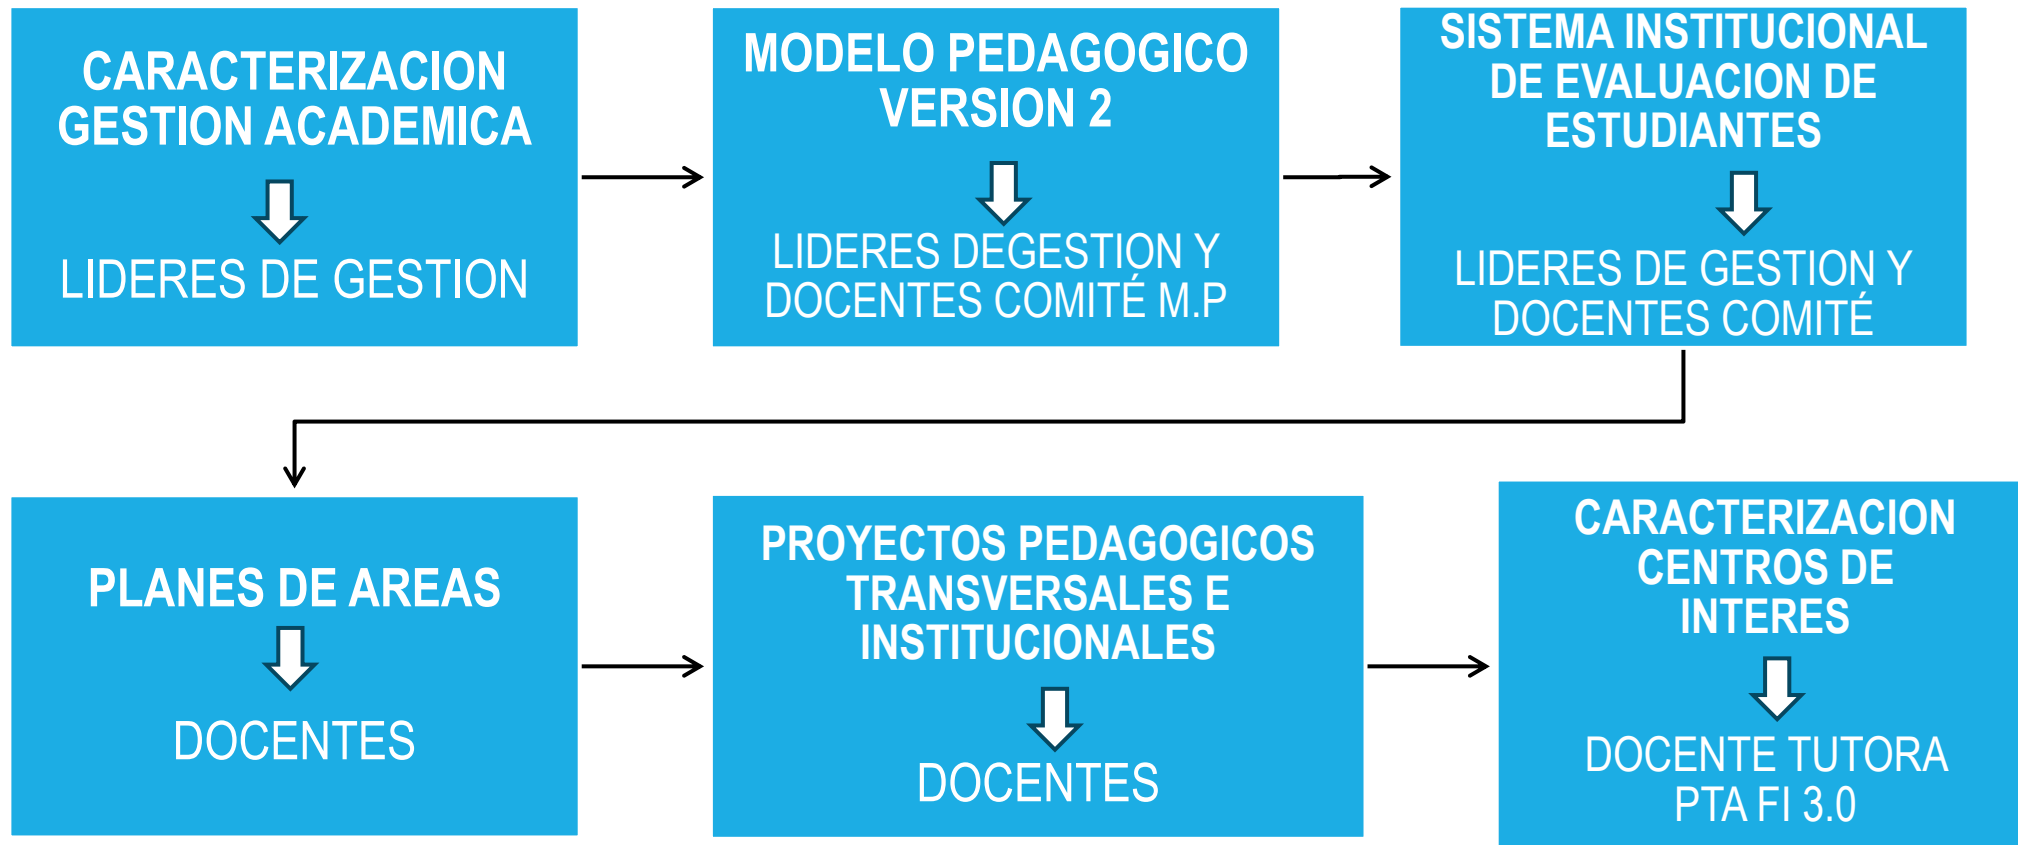 CARACTERIZACION
GESTION ACADEMICA
LIDERES DE GESTION
MODELO PEDAGOGICO
VERSION 2
LIDERES DEGESTION Y
DOCENTES COMITÉ M.P
SISTEMA INSTITUCIONAL
DE EVALUACION DE
ESTUDIANTES
LIDERES DE GESTION Y
DOCENTES COMITÉ
PLANES DE AREAS
DOCENTES
PROYECTOS PEDAGOGICOS
TRANSVERSALES E
INSTITUCIONALES
DOCENTES
CARACTERIZACION
CENTROS DE
INTERES
DOCENTE TUTORA
PTA FI 3.0